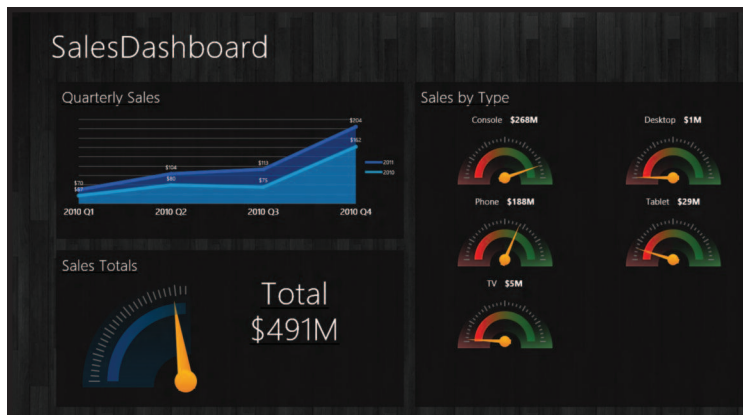 SalesDashboard
Quarterly Sales
$204
$162
$104
$113
$80
$75
$70
2011
2010
2010 Q1 2010 Q2 2010 Q3 2010 Q4
Sales Totals
Total
$491M
Sales by Type
Console $268M Desktop $1M
Phone $188M Tablet $29M
TV $5M